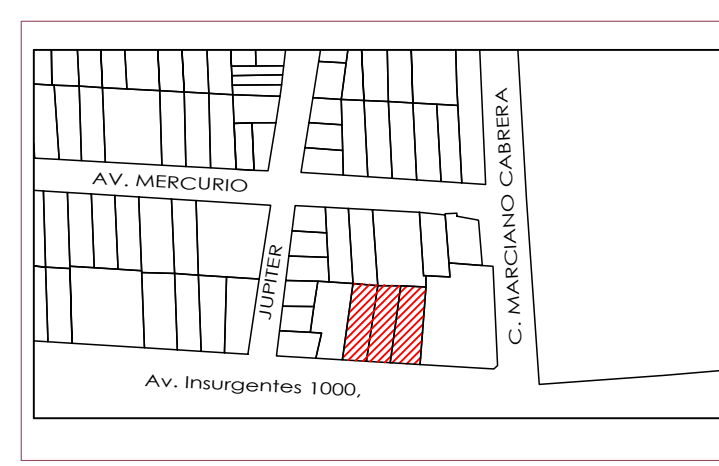 C. MARCIANO CABRERA
AV. MERCURIO
JUPITER
Av. Insurgentes 1000,